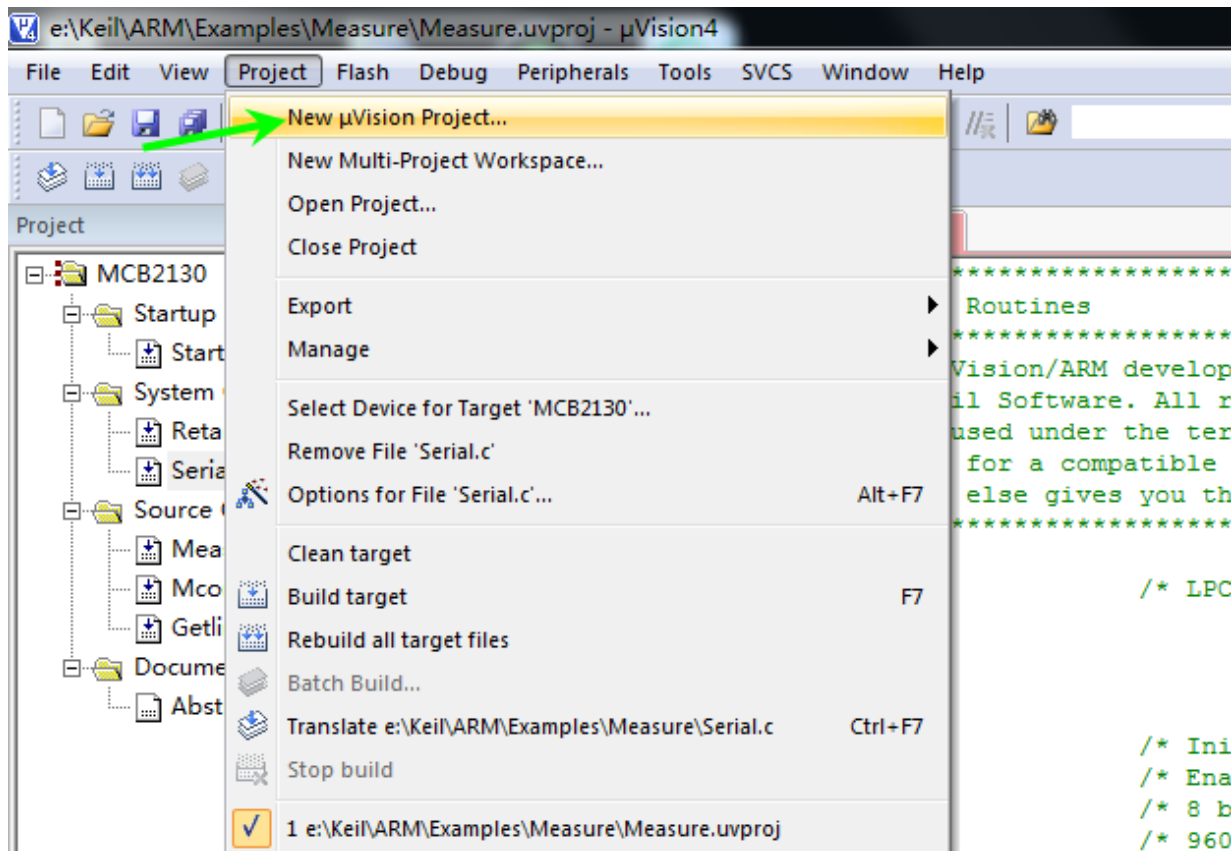 e:\Keil\ARM\Examples\Measure\Measure.uvproj - µVision4
File Edit View Project Flash Debug Peripherals Tools SVCS Window Help
New µVision Project...
New Multi-Project Workspace...
Open Project...
Close Project
Export
Manage
Select Device for Target 'MCB2130'...
Remove File 'Serial.c'
Options for File 'Serial.c'... Alt+F7
Clean target
Build target F7
Rebuild all target files
Batch Build...
Translate e:\Keil\ARM\Examples\Measure\Serial.c Ctrl+F7
Stop build
1 e:\Keil\ARM\Examples\Measure\Measure.uvproj
Project
MCB2130
Startup
Start
System
Reta
Seria
Source
Mea
Mco
Getli
Docume
Abst
******************
Routines
******************
Vision/ARM develop
il Software. All r
used under the ter
for a compatible
else gives you th
******************
/* LPC
/* Ini
/* Ena
/* 8 b
/* 960